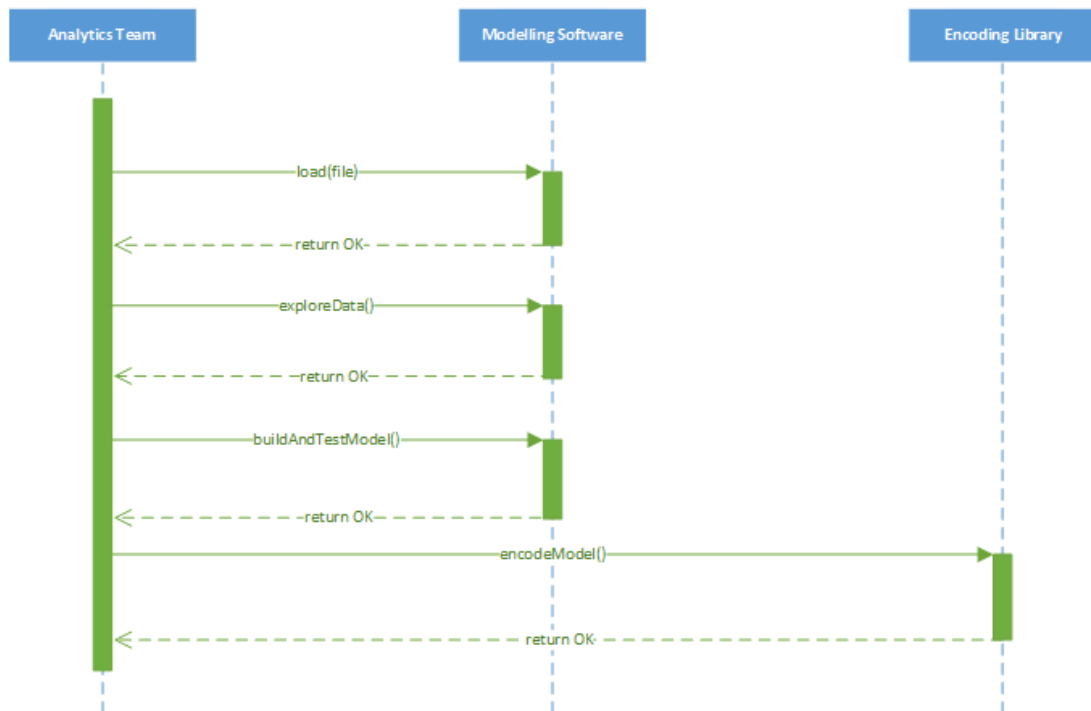 Analytics Team
Modelling Software
Encoding Library
load(file)
return OK
exploreData()
return OK
buildAndTestModel()
return OK
encodeModel()
return OK